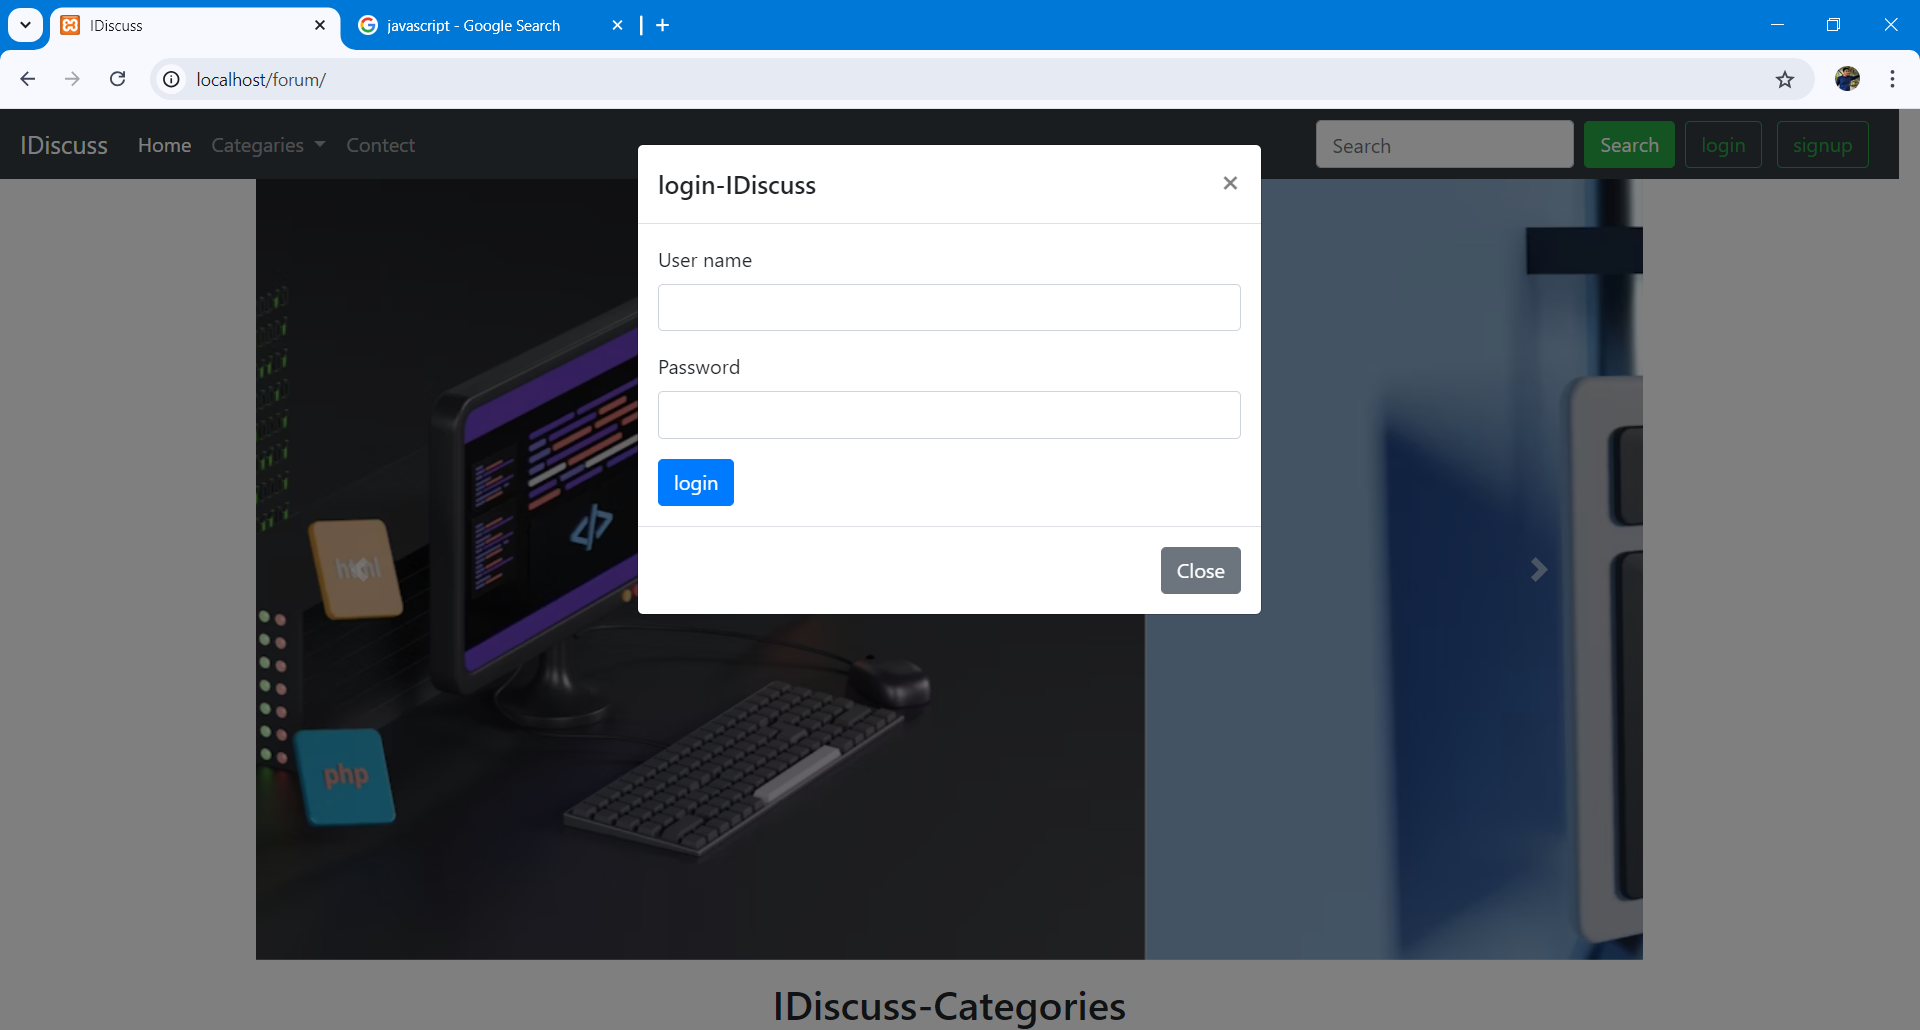 IDiscuss
javascript - Google Search
localhost/forum/
IDiscuss Home Categaries Contect Search Search login signup
login-IDiscuss
User name
Password
login
Close
html
php
IDiscuss-Categories